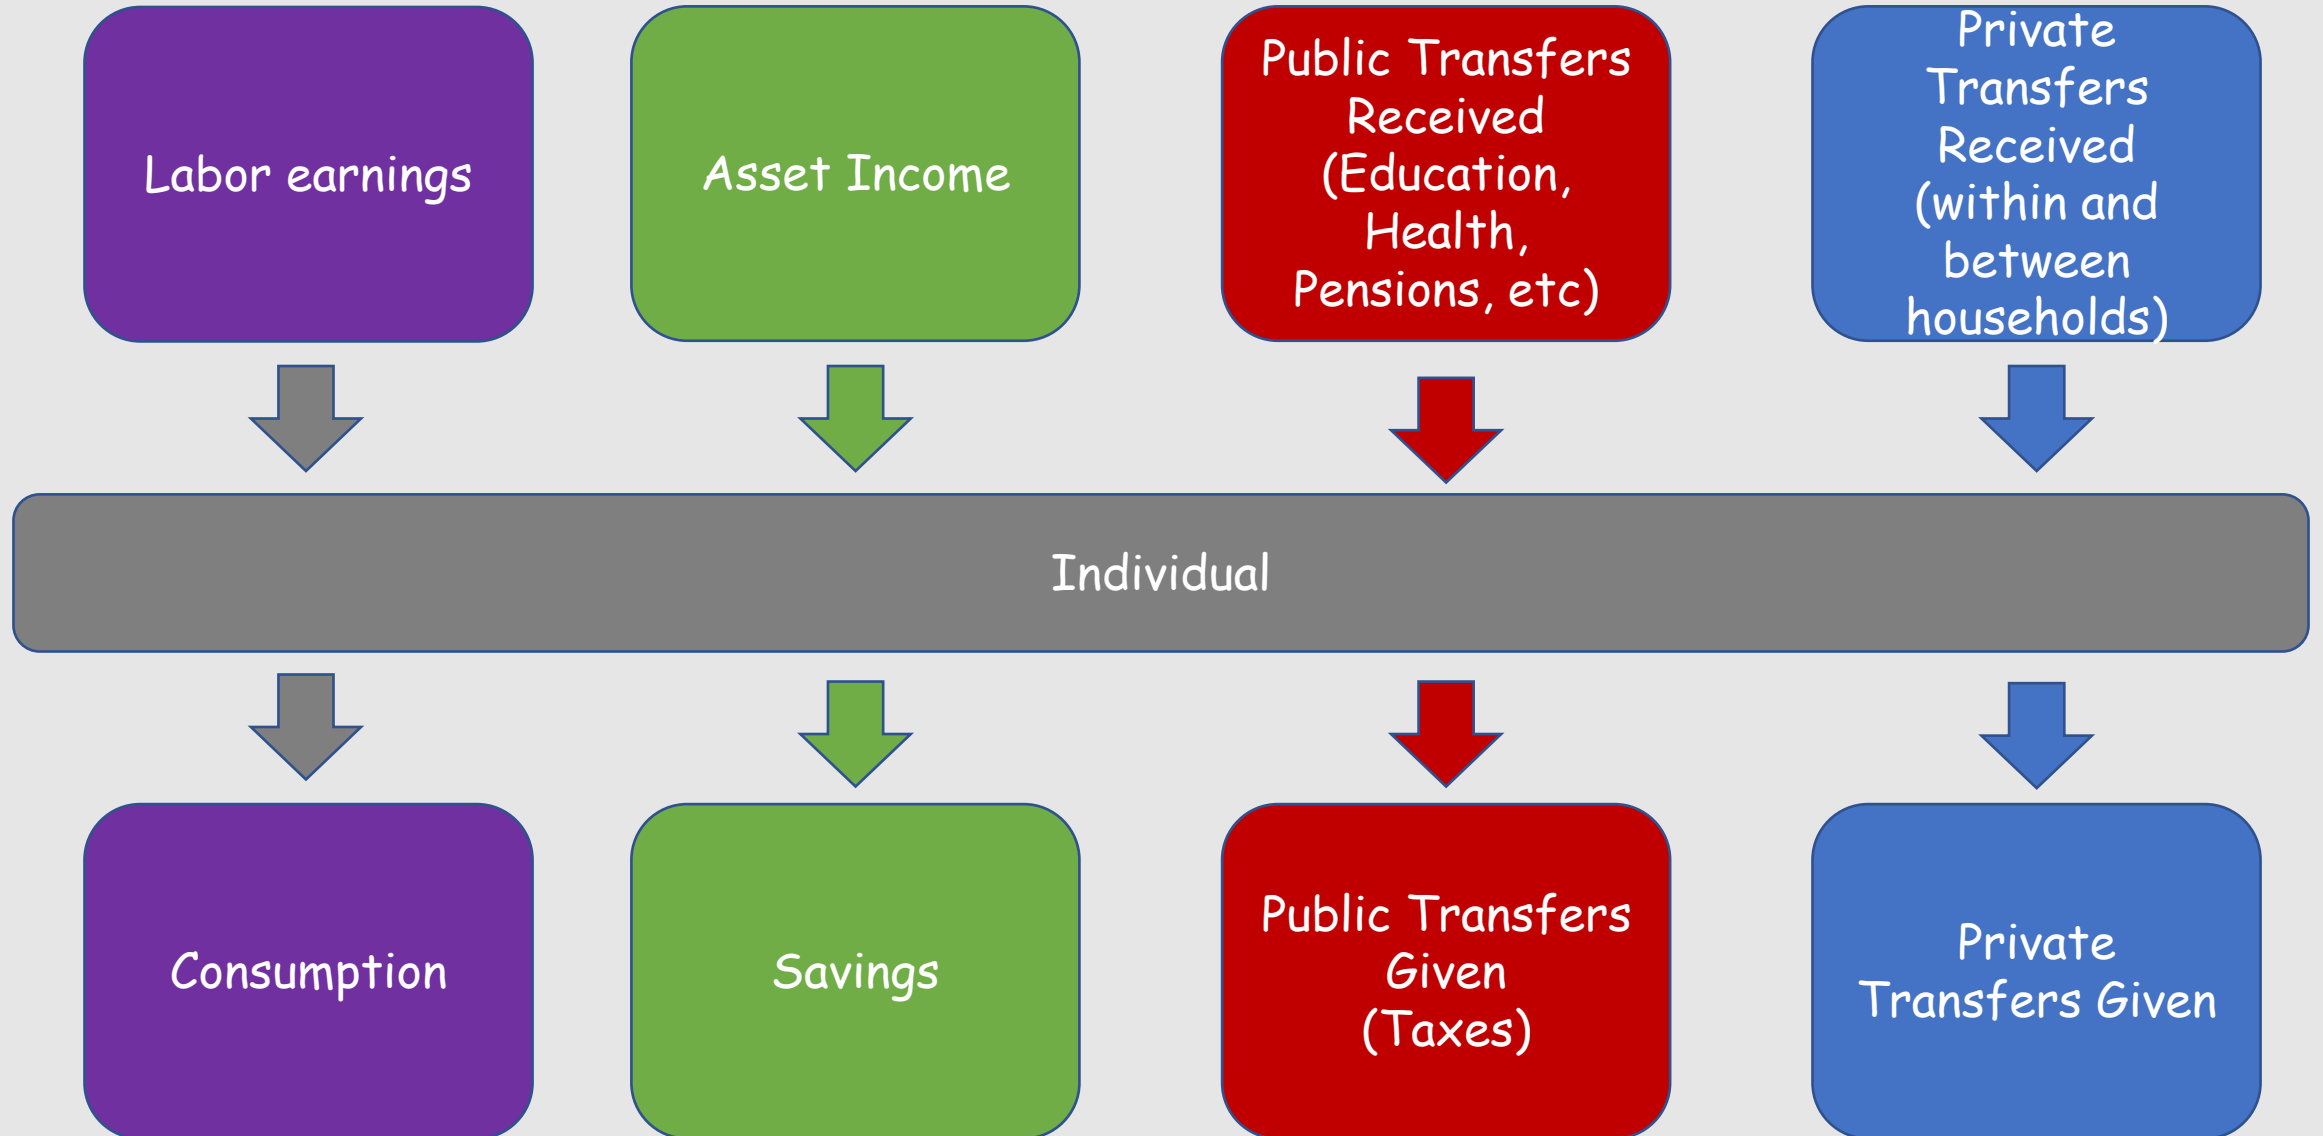 Labor earnings
Asset Income
Public Transfers
Received
(Education,
Health,
Pensions, etc)
Private
Transfers
Received
(within and
between
households)
Individual
Consumption
Savings
Public Transfers
Given
(Taxes)
Private
Transfers Given